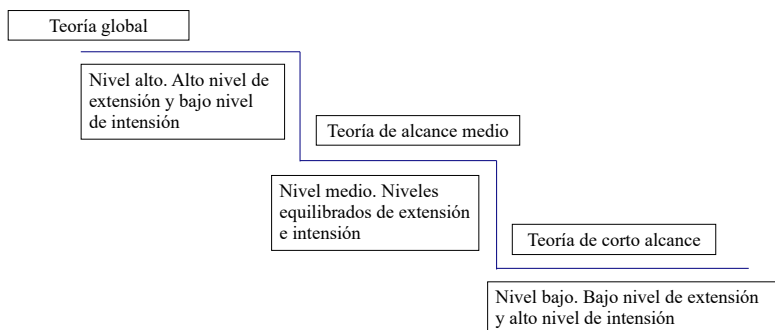 Teoría global
Nivel alto. Alto nivel de
extensión y bajo nivel
de intensión
Teoría de alcance medio
Nivel medio. Niveles
equilibrados de extensión
e intensión
Teoría de corto alcance
Nivel bajo. Bajo nivel de extensión
y alto nivel de intensión